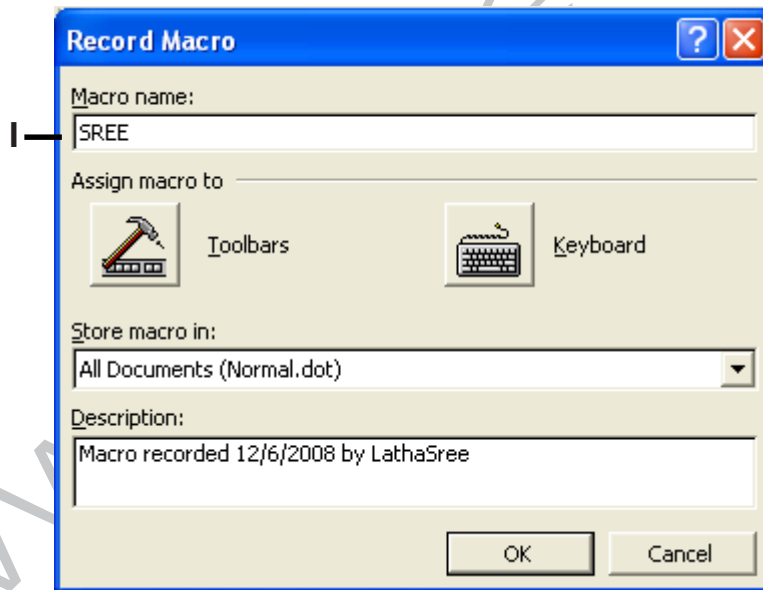 Record Macro
Macro name:
I
SREE
Assign macro to
Toolbars
Keyboard
Store macro in:
All Documents (Normal.dot)
Description:
Macro recorded 12/6/2008 by LathaSree
OK
Cancel